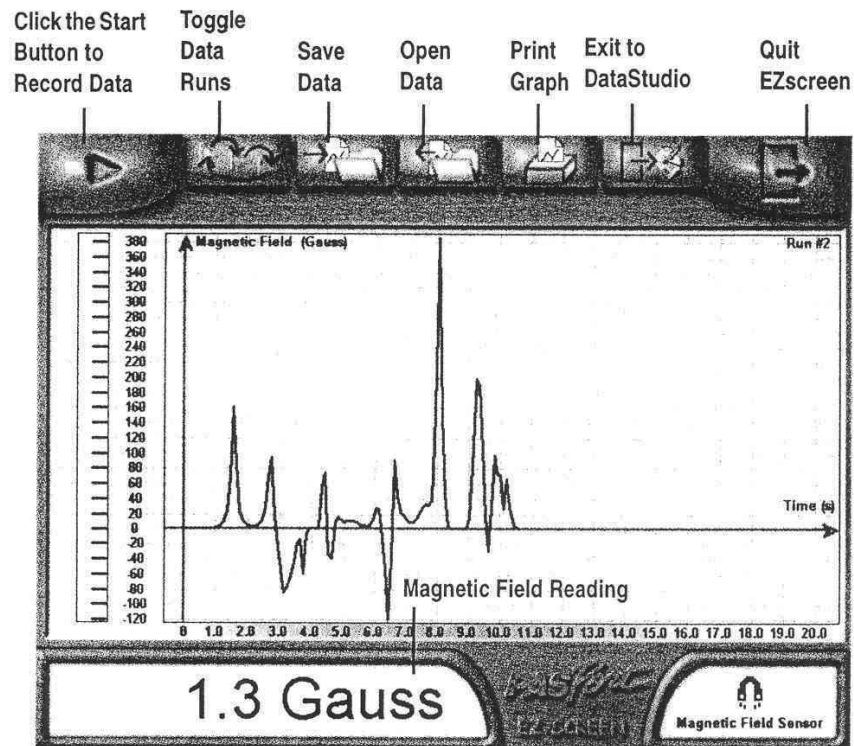 Click the Start
Button to
Record Data
Toggle
Data
Runs
Save
Data
Open
Data
Print
Graph
Exit to
DataStudio
Quit
EZscreen
Magnetic Field (Gauss)
Run #2
380
360
340
320
300
280
260
240
220
200
180
160
140
120
100
80
60
40
20
0
-20
-40
-60
-80
-100
-120
Time (s)
Magnetic Field Reading
0 1.0 2.0 3.0 4.0 5.0 6.0 7.0 8.0 9.0 10.0 11.0 12.0 13.0 14.0 15.0 16.0 17.0 18.0 19.0 20.0
1.3 Gauss
EZ-SCREEN
Magnetic Field Sensor